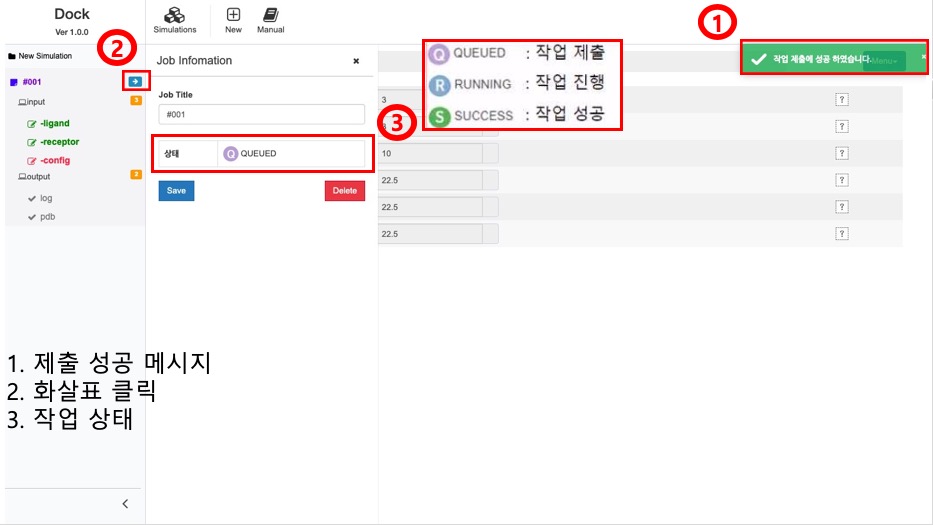 Dock
Ver 1.0.0
Simulations
New
Manual
1
2
New Simulation
#001
3
input
-ligand
-receptor
-config
output
2
log
pdb
Job Infomation
×
Job Title
#001
3
상태
Q QUEUED
Save
Delete
Q QUEUED : 작업 제출
R RUNNING : 작업 진행
S SUCCESS : 작업 성공
작업 제출에 성공 하였습니다.
Menu
×
3
?
?
10
?
22.5
?
22.5
?
22.5
?
1. 제출 성공 메시지
2. 화살표 클릭
3. 작업 상태